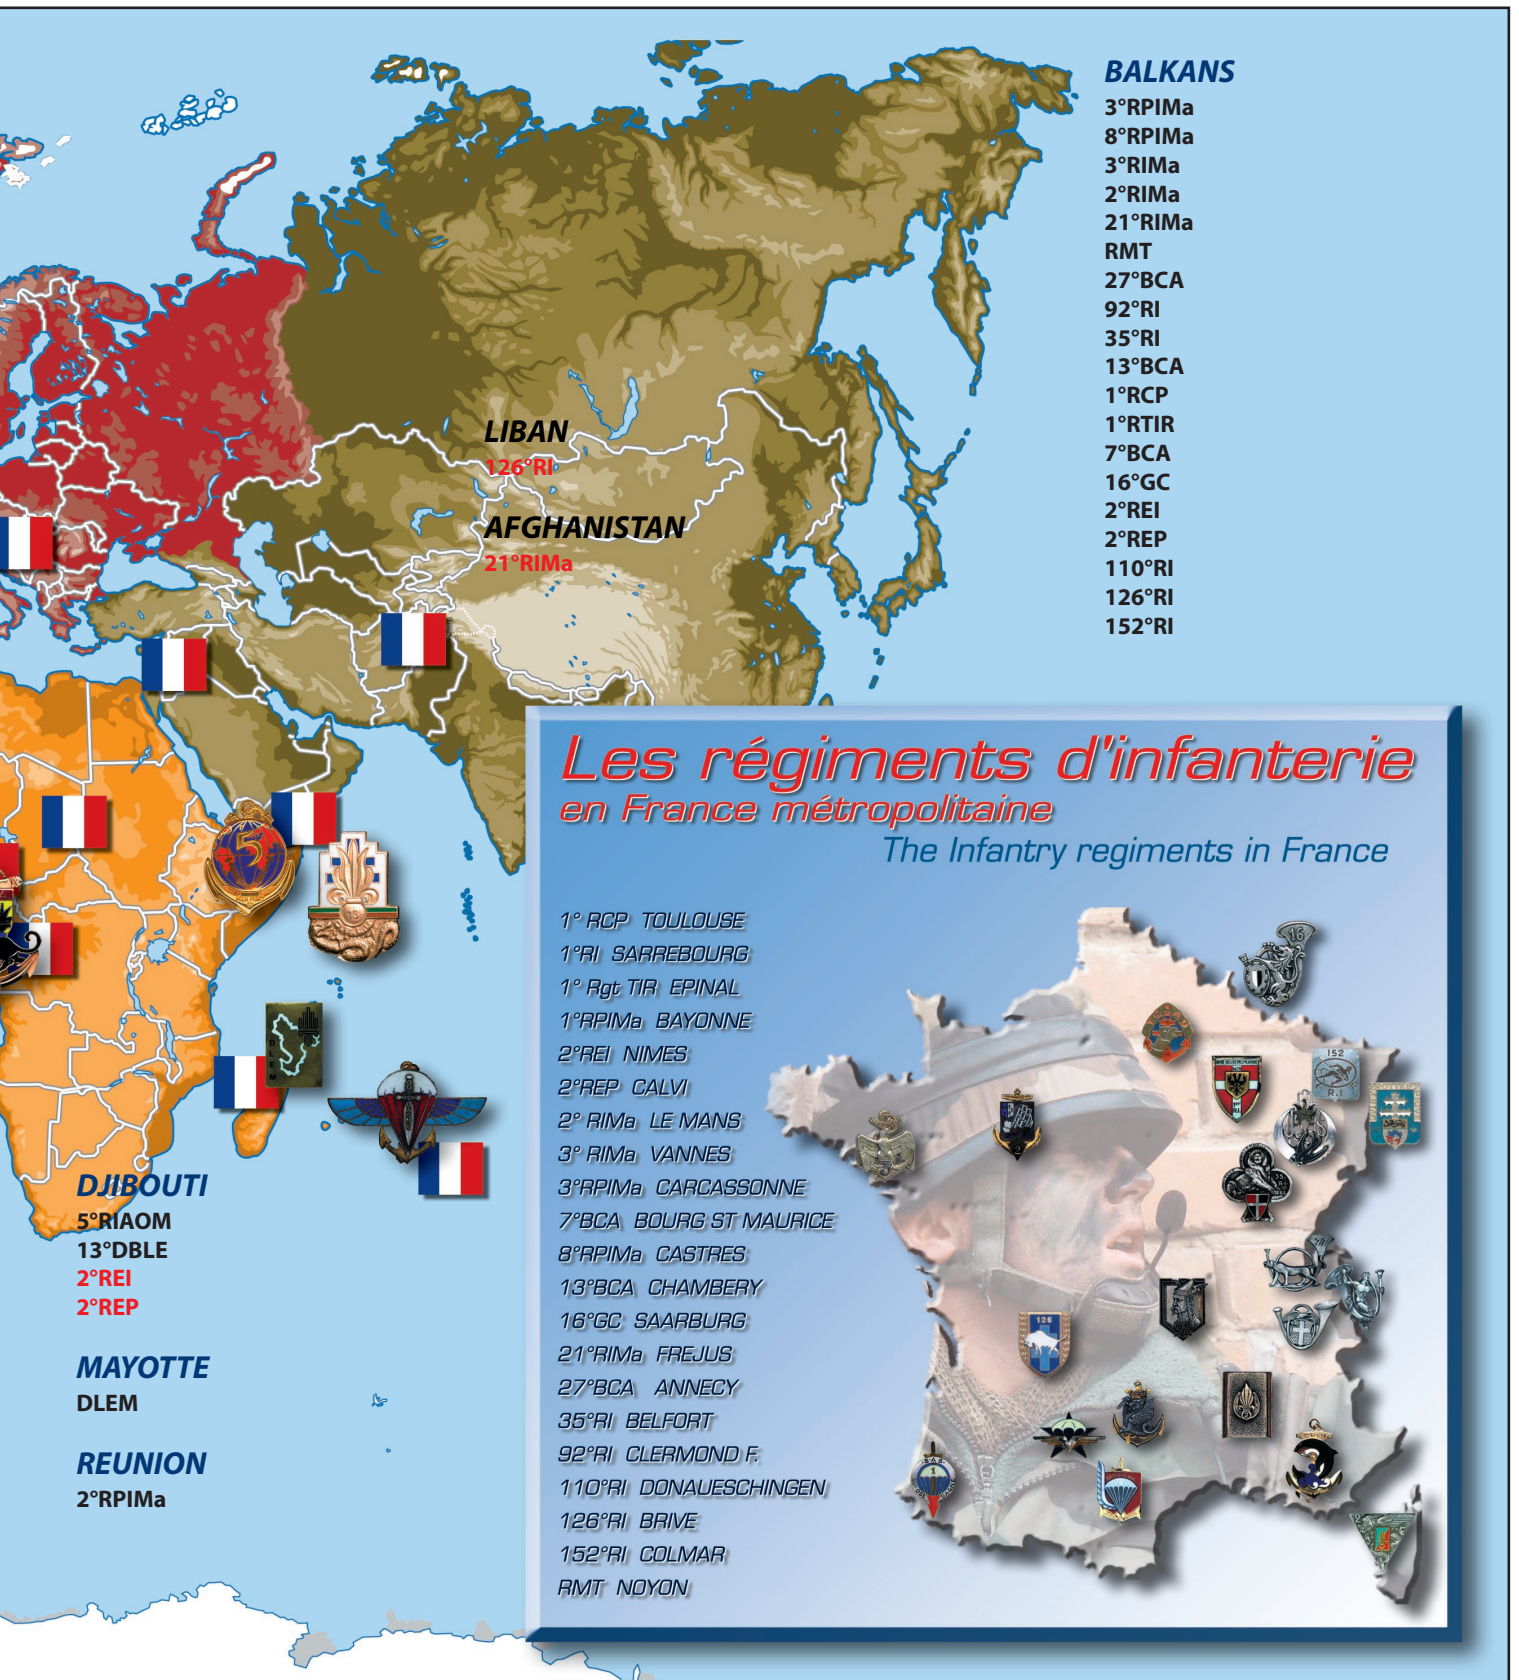 BALKANS
3°RPIMa
8°RPIMa
3°RIMa
2°RIMa
21°RIMa
RMT
27°BCA
92°RI
35°RI
13°BCA
1°RCP
1°RTIR
7°BCA
16°GC
2°REI
2°REP
110°RI
126°RI
152°RI
LIBAN
126°RI
AFGHANISTAN
21°RIMa
DJIBOUTI
5°RIAOM
13°DBLE
2°REI
2°REP
MAYOTTE
DLEM
REUNION
2°RPIMa
Les régiments d'infanterie
en France métropolitaine
The Infantry regiments in France
1° RCP TOULOUSE
1°RI SARREBOURG
1° Rgt TIR EPINAL
1°RPIMa BAYONNE
2°REI NIMES
2°REP CALVI
2° RIMa LE MANS
3° RIMa VANNES
3°RPIMa CARCASSONNE
7°BCA BOURG ST MAURICE
8°RPIMa CASTRES
13°BCA CHAMBERY
16°GC SAARBURG
21°RIMa FREJUS
27°BCA ANNECY
35°RI BELFORT
92°RI CLERMOND F.
110°RI DONAUESCHINGEN
126°RI BRIVE
152°RI COLMAR
RMT NOYON
5
DLEM
16
152
R.I
126
2
1